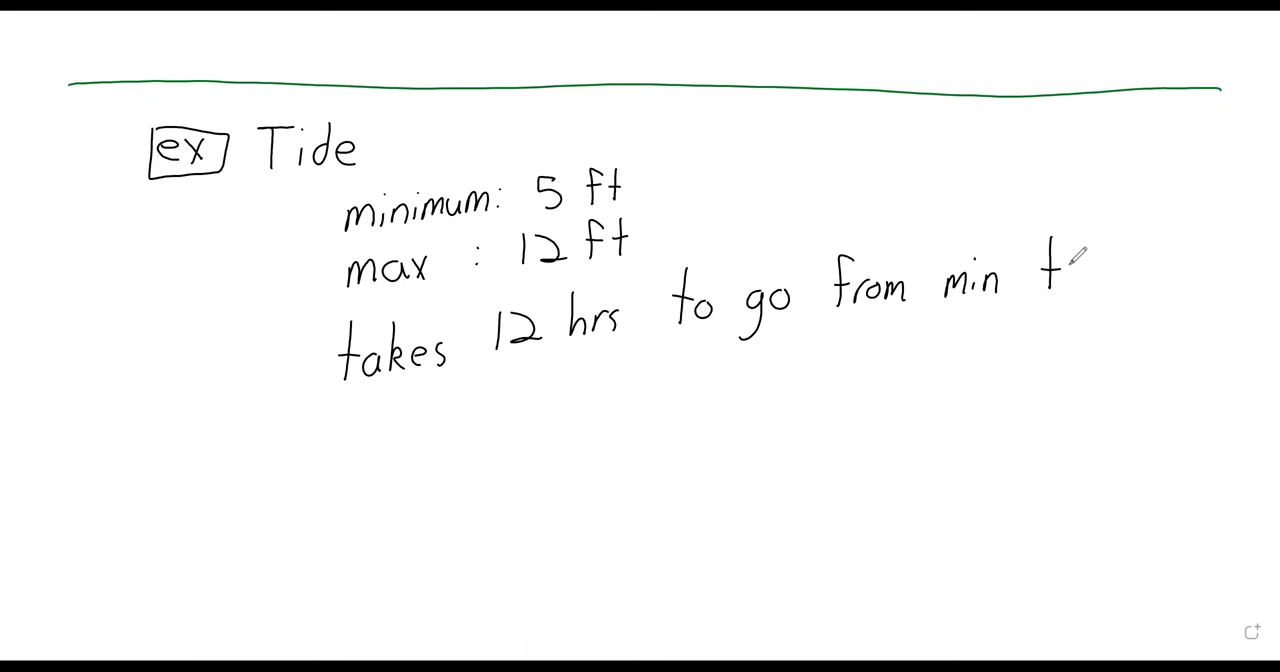 ex Tide
minimum: 5 ft
max : 12 ft
takes 12 hrs to go from min t